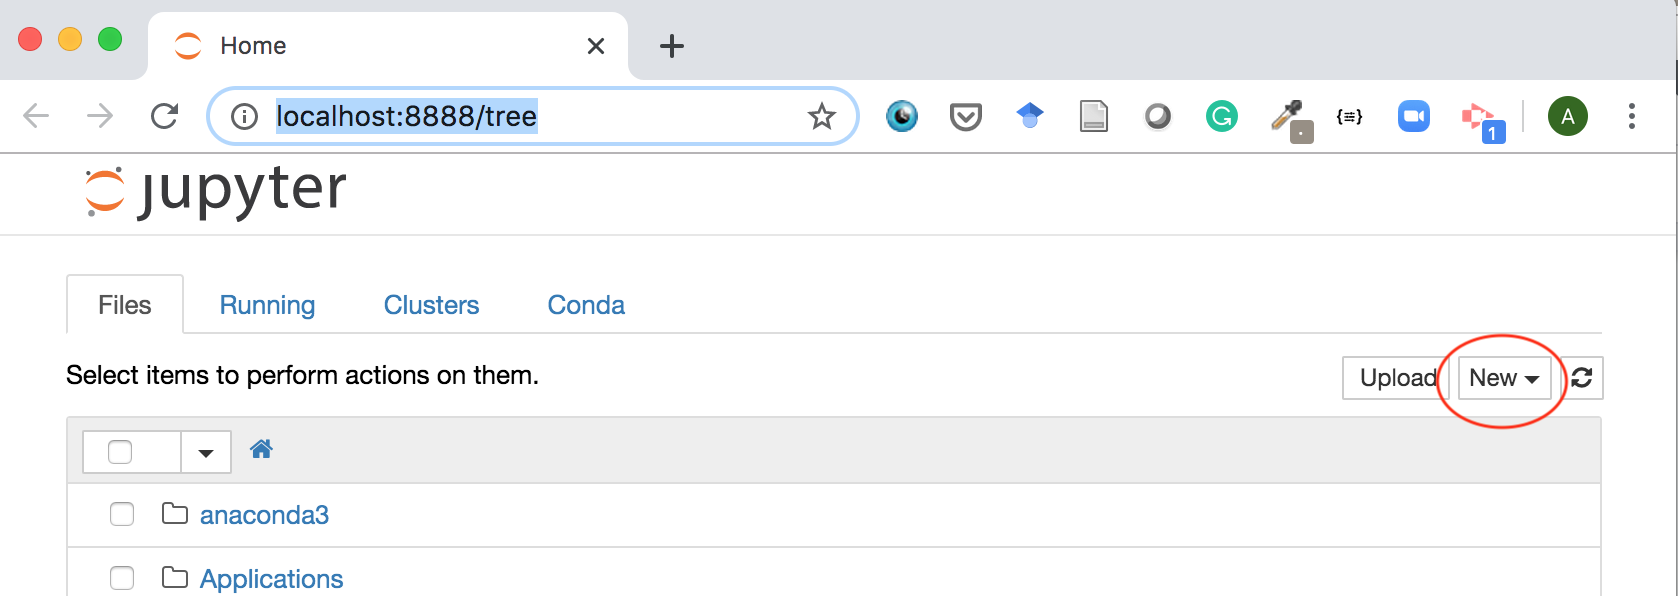 Home
localhost:8888/tree
{≡}
1
A
jupyter
Files Running Clusters Conda
Select items to perform actions on them.
Upload New
anaconda3
Applications